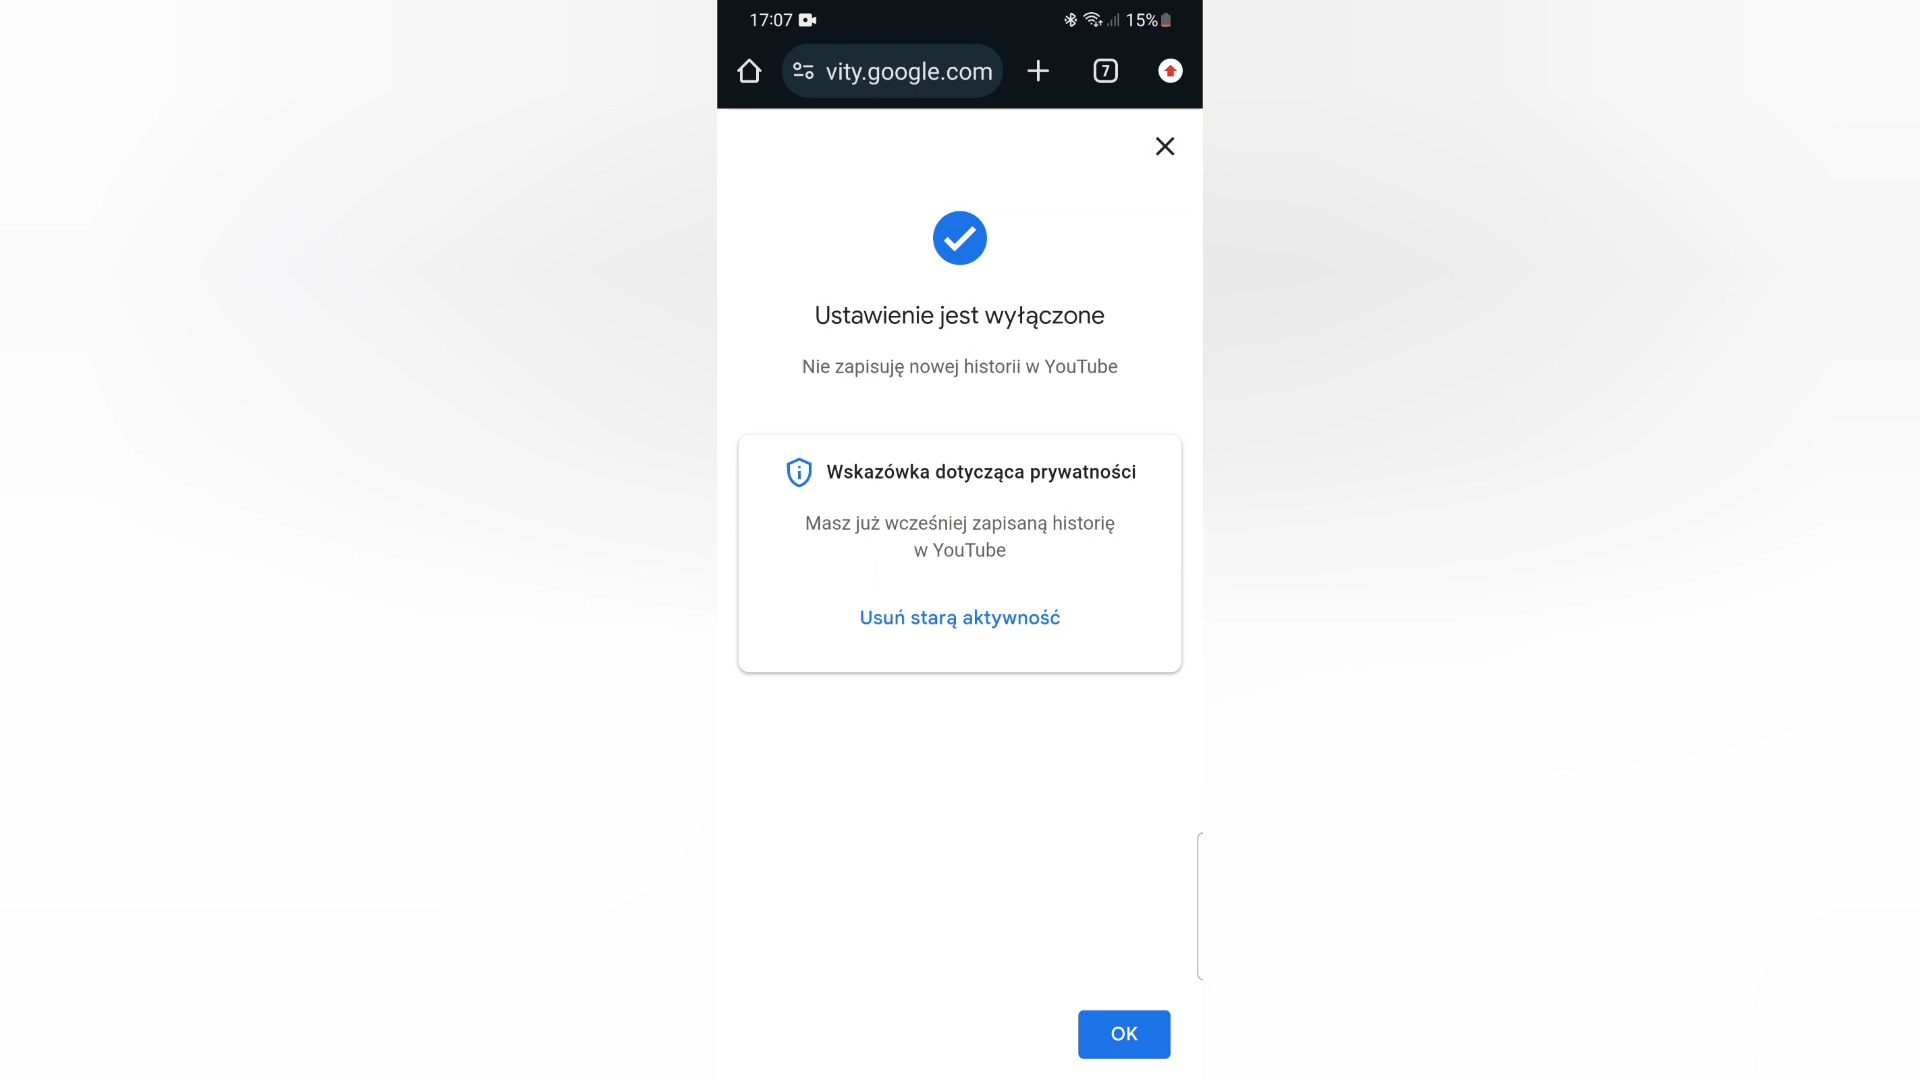 17:07
15%
vity.google.com
7
Ustawienie jest wyłączone
Nie zapisuję nowej historii w YouTube
Wskazówka dotycząca prywatności
Masz już wcześniej zapisaną historię
w YouTube
Usuń starą aktywność
OK